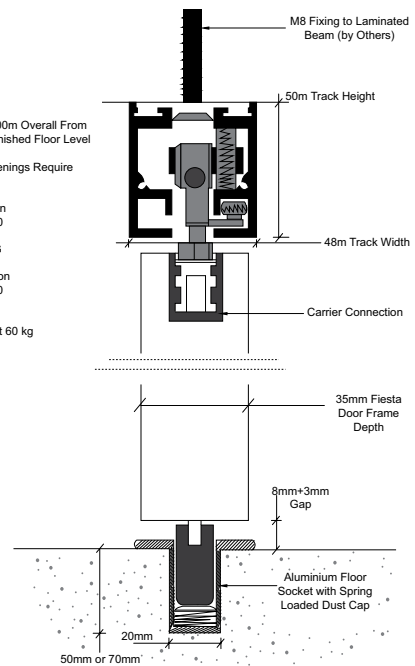 M8 Fixing to Laminated
Beam (by Others)
50m Track Height
00m Overall From
nished Floor Level
enings Require
n
0
s
on
0
t 60 kg
48m Track Width
Carrier Connection
35mm Fiesta
Door Frame
Depth
8mm+3mm
Gap
Aluminium Floor
Socket with Spring
Loaded Dust Cap
20mm
50mm or 70mm